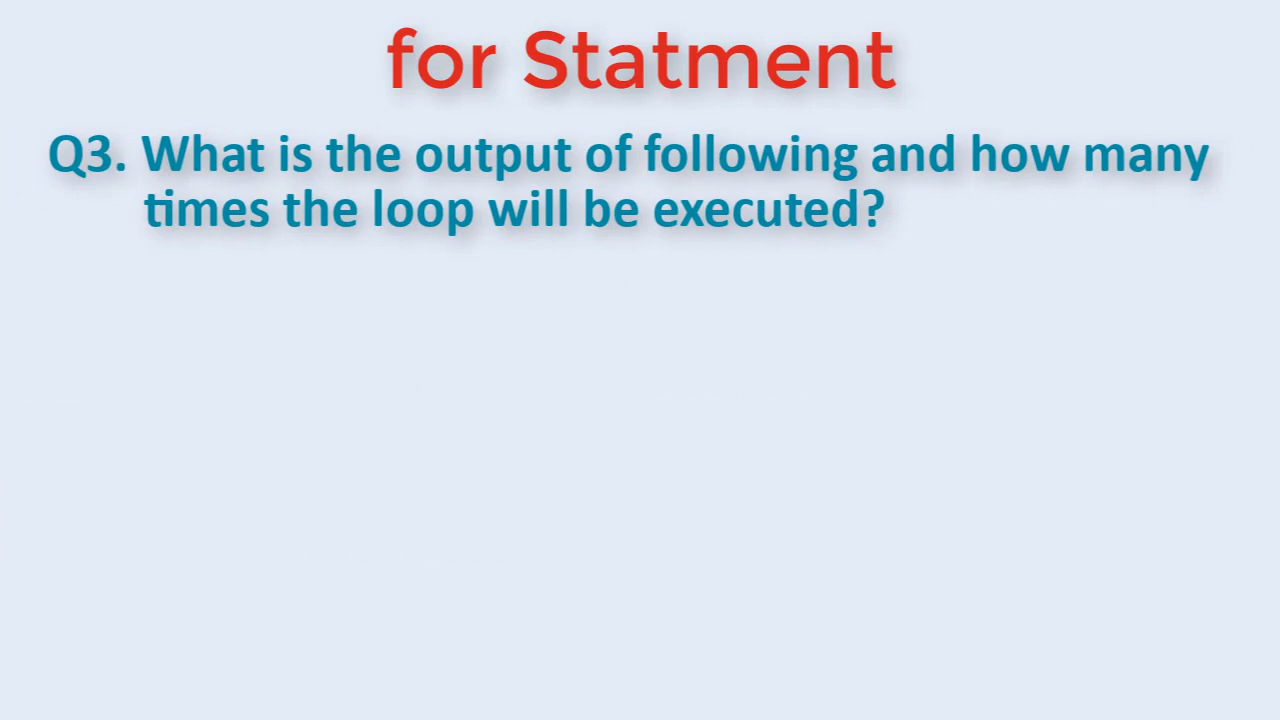 for Statment
Q3. What is the output of following and how many
times the loop will be executed?